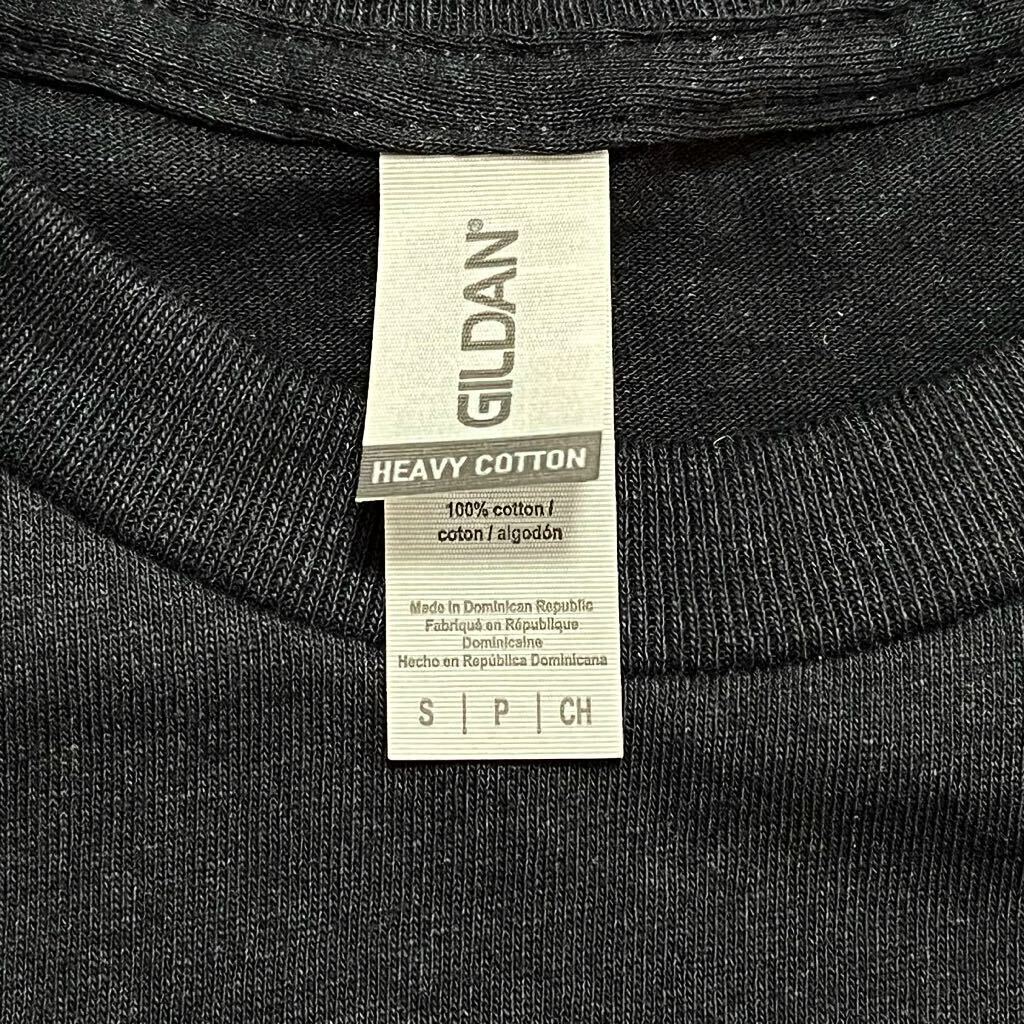 GILDAN®
HEAVY COTTON
100% cotton /
coton / algodón
Made in Dominican Republic
Fabriqué en République
Dominicaine
Hecho en República Dominicana
S | P | CH